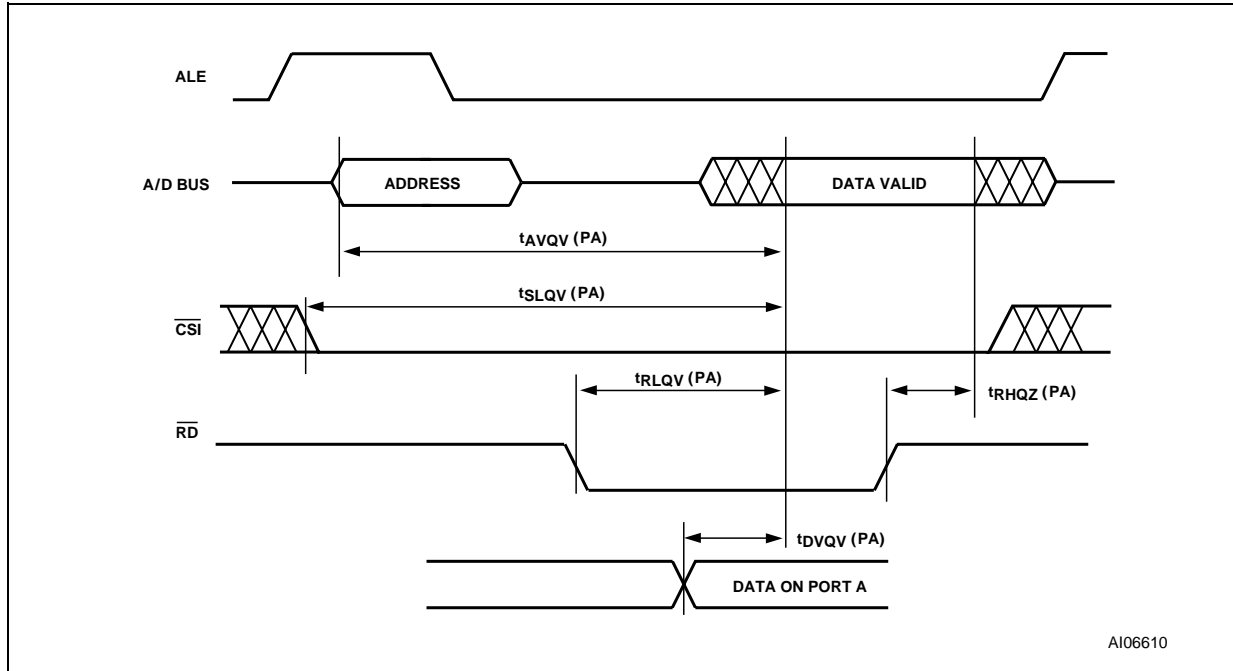 ALE
A/D BUS
ADDRESS
DATA VALID
tAVQV (PA)
tSLQV (PA)
CSI
tRLQV (PA)
tRHQZ (PA)
RD
tDVQV (PA)
DATA ON PORT A
AI06610